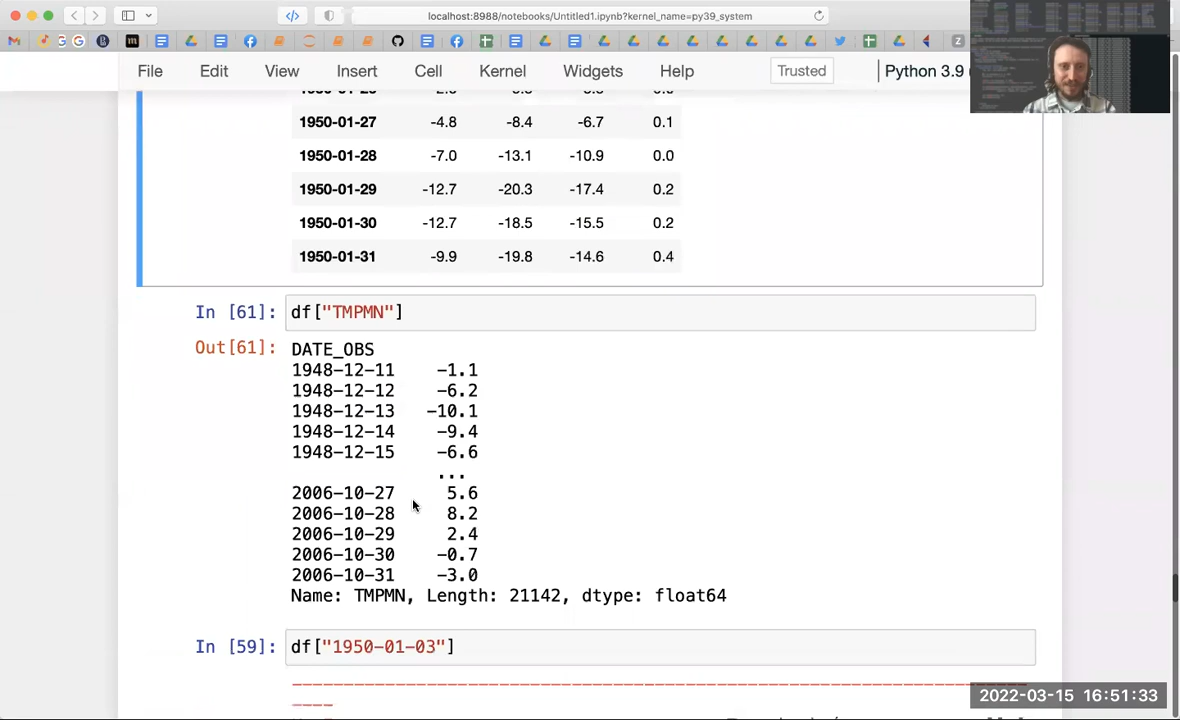 localhost:8988/notebooks/Untitled1.ipynb?kernel_name=py39_system
File Edit View Insert Cell Kernel Widgets Help Trusted Python 3.9
1950-01-27 -4.8 -8.4 -6.7 0.1
1950-01-28 -7.0 -13.1 -10.9 0.0
1950-01-29 -12.7 -20.3 -17.4 0.2
1950-01-30 -12.7 -18.5 -15.5 0.2
1950-01-31 -9.9 -19.8 -14.6 0.4
In [61]: df["TMPMN"]
Out[61]: DATE_OBS
1948-12-11 -1.1
1948-12-12 -6.2
1948-12-13 -10.1
1948-12-14 -9.4
1948-12-15 -6.6
...
2006-10-27 5.6
2006-10-28 8.2
2006-10-29 2.4
2006-10-30 -0.7
2006-10-31 -3.0
Name: TMPMN, Length: 21142, dtype: float64
In [59]: df["1950-01-03"]
2022-03-15 16:51:33